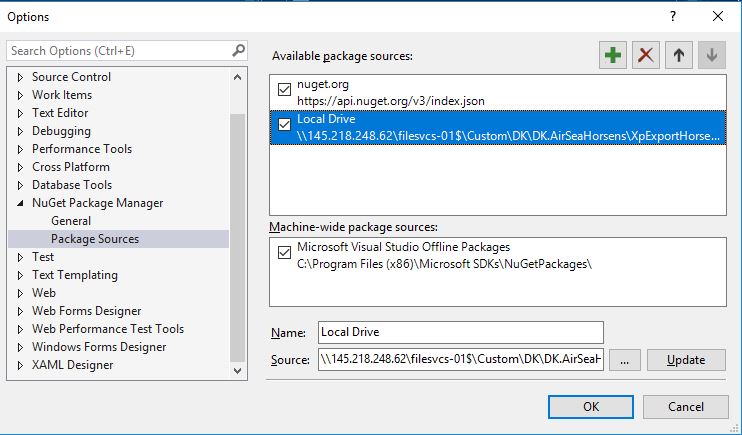 Options
Search Options (Ctrl+E)
Source Control
Work Items
Text Editor
Debugging
Performance Tools
Cross Platform
Database Tools
NuGet Package Manager
General
Package Sources
Test
Text Templating
Web
Web Forms Designer
Web Performance Test Tools
Windows Forms Designer
XAML Designer
Available package sources:
nuget.org
https://api.nuget.org/v3/index.json
Local Drive
\\145.218.248.62\filesvcs-01$\Custom\DK\DK.AirSeaHorsens\XpExportHorse...
Machine-wide package sources:
Microsoft Visual Studio Offline Packages
C:\Program Files (x86)\Microsoft SDKs\NuGetPackages\
Name: Local Drive
Source: \\145.218.248.62\filesvcs-01$\Custom\DK\DK.AirSeaH ... Update
OK Cancel